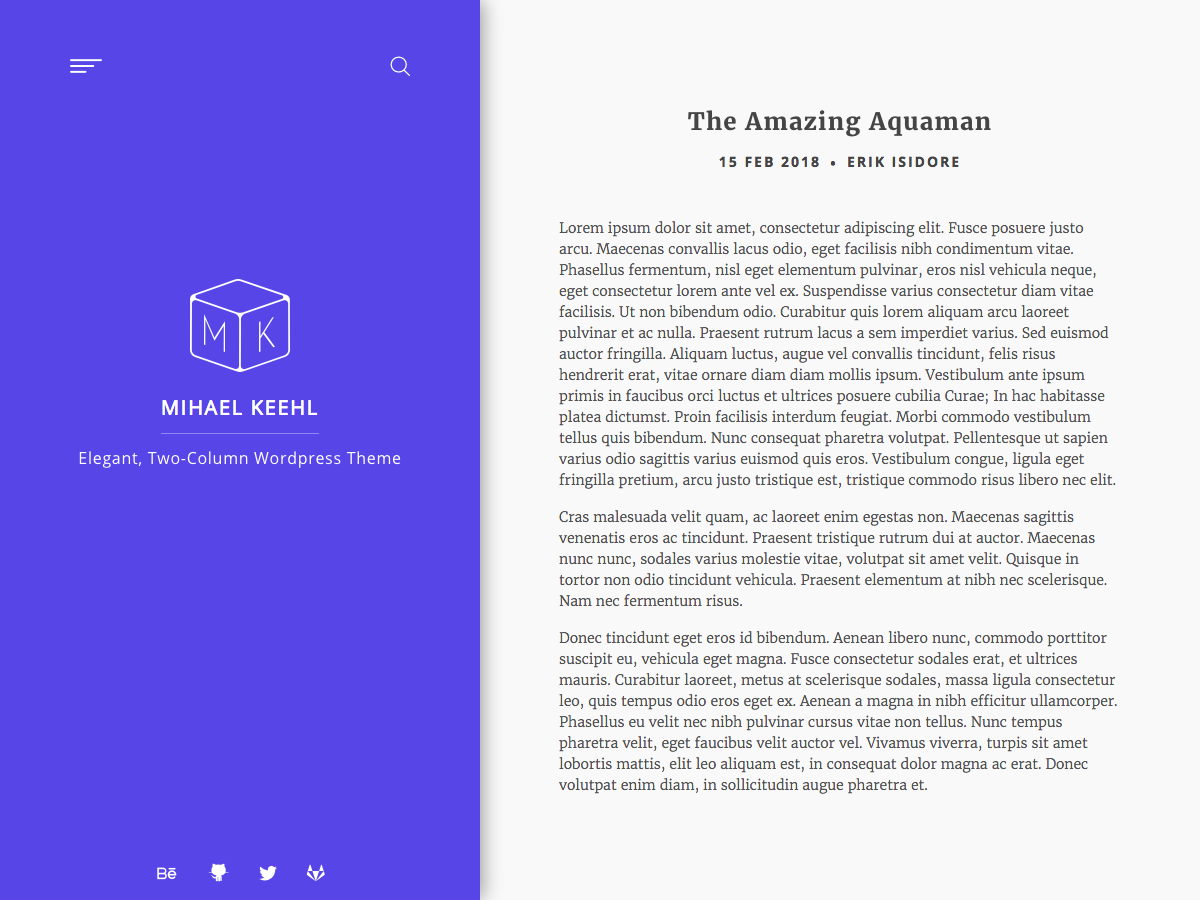 M K
MIHAEL KEEHL
Elegant, Two-Column Wordpress Theme
Bē
The Amazing Aquaman
15 FEB 2018 • ERIK ISIDORE
Lorem ipsum dolor sit amet, consectetur adipiscing elit. Fusce posuere justo
arcu. Maecenas convallis lacus odio, eget facilisis nibh condimentum vitae.
Phasellus fermentum, nisl eget elementum pulvinar, eros nisl vehicula neque,
eget consectetur lorem ante vel ex. Suspendisse varius consectetur diam vitae
facilisis. Ut non bibendum odio. Curabitur quis lorem aliquam arcu laoreet
pulvinar et ac nulla. Praesent rutrum lacus a sem imperdiet varius. Sed euismod
auctor fringilla. Aliquam luctus, augue vel convallis tincidunt, felis risus
hendrerit erat, vitae ornare diam diam mollis ipsum. Vestibulum ante ipsum
primis in faucibus orci luctus et ultrices posuere cubilia Curae; In hac habitasse
platea dictumst. Proin facilisis interdum feugiat. Morbi commodo vestibulum
tellus quis bibendum. Nunc consequat pharetra volutpat. Pellentesque ut sapien
varius odio sagittis varius euismod quis eros. Vestibulum congue, ligula eget
fringilla pretium, arcu justo tristique est, tristique commodo risus libero nec elit.
Cras malesuada velit quam, ac laoreet enim egestas non. Maecenas sagittis
venenatis eros ac tincidunt. Praesent tristique rutrum dui at auctor. Maecenas
nunc nunc, sodales varius molestie vitae, volutpat sit amet velit. Quisque in
tortor non odio tincidunt vehicula. Praesent elementum at nibh nec scelerisque.
Nam nec fermentum risus.
Donec tincidunt eget eros id bibendum. Aenean libero nunc, commodo porttitor
suscipit eu, vehicula eget magna. Fusce consectetur sodales erat, et ultrices
mauris. Curabitur laoreet, metus at scelerisque sodales, massa ligula consectetur
leo, quis tempus odio eros eget ex. Aenean a magna in nibh efficitur ullamcorper.
Phasellus eu velit nec nibh pulvinar cursus vitae non tellus. Nunc tempus
pharetra velit, eget faucibus velit auctor vel. Vivamus viverra, turpis sit amet
lobortis mattis, elit leo aliquam est, in consequat dolor magna ac erat. Donec
volutpat enim diam, in sollicitudin augue pharetra et.